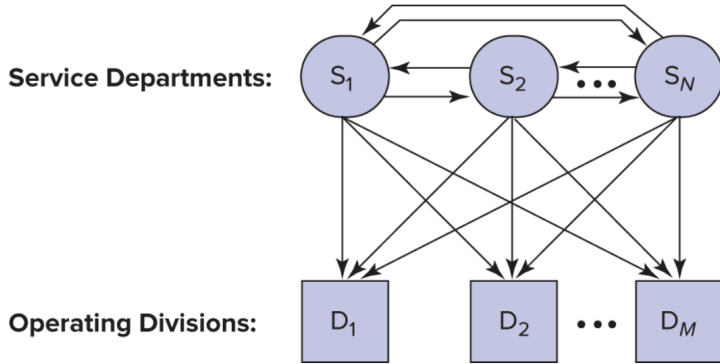 Service Departments: S1 S2 ••• SN
Operating Divisions: D1 D2 ••• DM